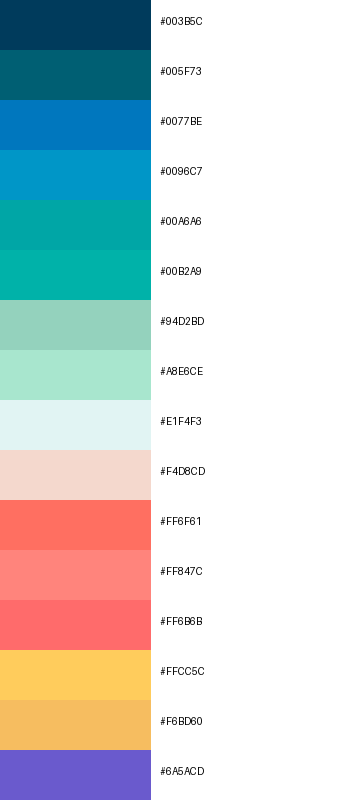 #003B5C
#005F73
#0077BE
#0096C7
#00A6A6
#00B2A9
#94D2BD
#A8E6CE
#E1F4F3
#F4D8CD
#FF6F61
#FF847C
#FF6B6B
#FFCC5C
#F6BD60
#6A5ACD